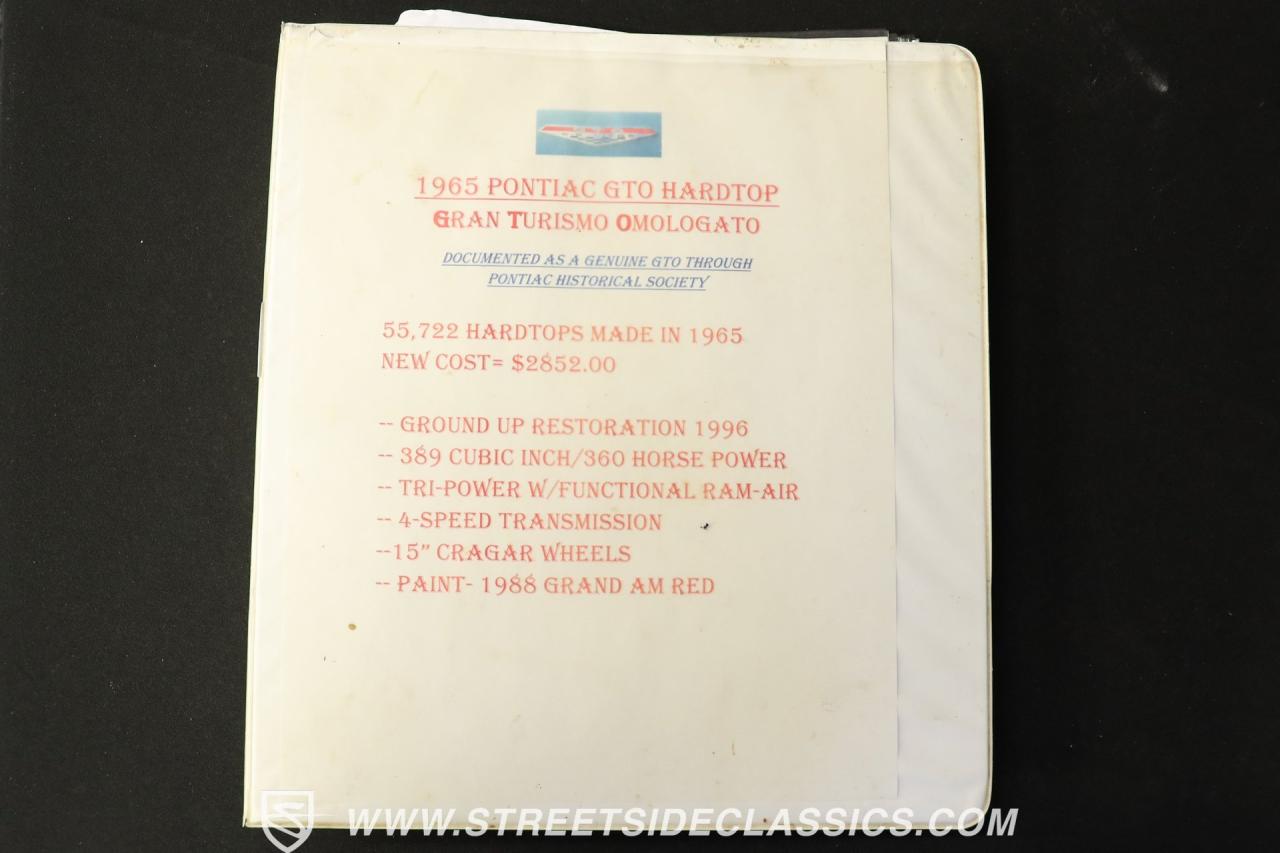 1965 PONTIAC GTO HARDTOP
GRAN TURISMO OMOLOGATO
DOCUMENTED AS A GENUINE GTO THROUGH
PONTIAC HISTORICAL SOCIETY
55,722 HARDTOPS MADE IN 1965
NEW COST= $2852.00
-- GROUND UP RESTORATION 1996
-- 389 CUBIC INCH/360 HORSE POWER
-- TRI-POWER W/FUNCTIONAL RAM-AIR
-- 4-SPEED TRANSMISSION
--15” CRAGAR WHEELS
-- PAINT- 1988 GRAND AM RED
WWW.STREETSIDECLASSICS.COM